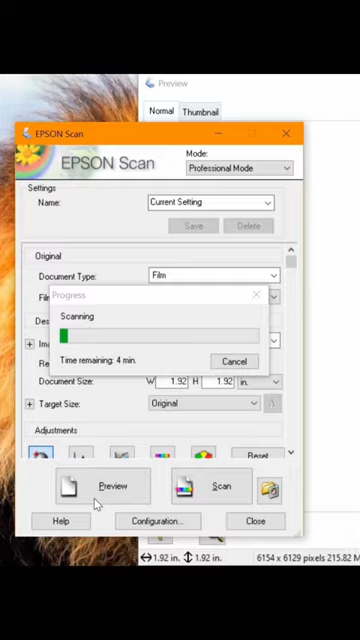 Preview
Normal
Thumbnail
EPSON Scan
EPSON Scan
Mode:
Professional Mode
Settings
Name:
Current Setting
Save
Delete
Original
Document Type:
Film
Progress
Scanning
Time remaining: 4 min.
Cancel
Document Size:
W
1.92
H
1.92
in.
Target Size:
Original
Adjustments
Reset
Preview
Scan
Help
Configuration...
Close
1.92 in.
1.92 in.
6154 x 6129 pixels 215.82 M